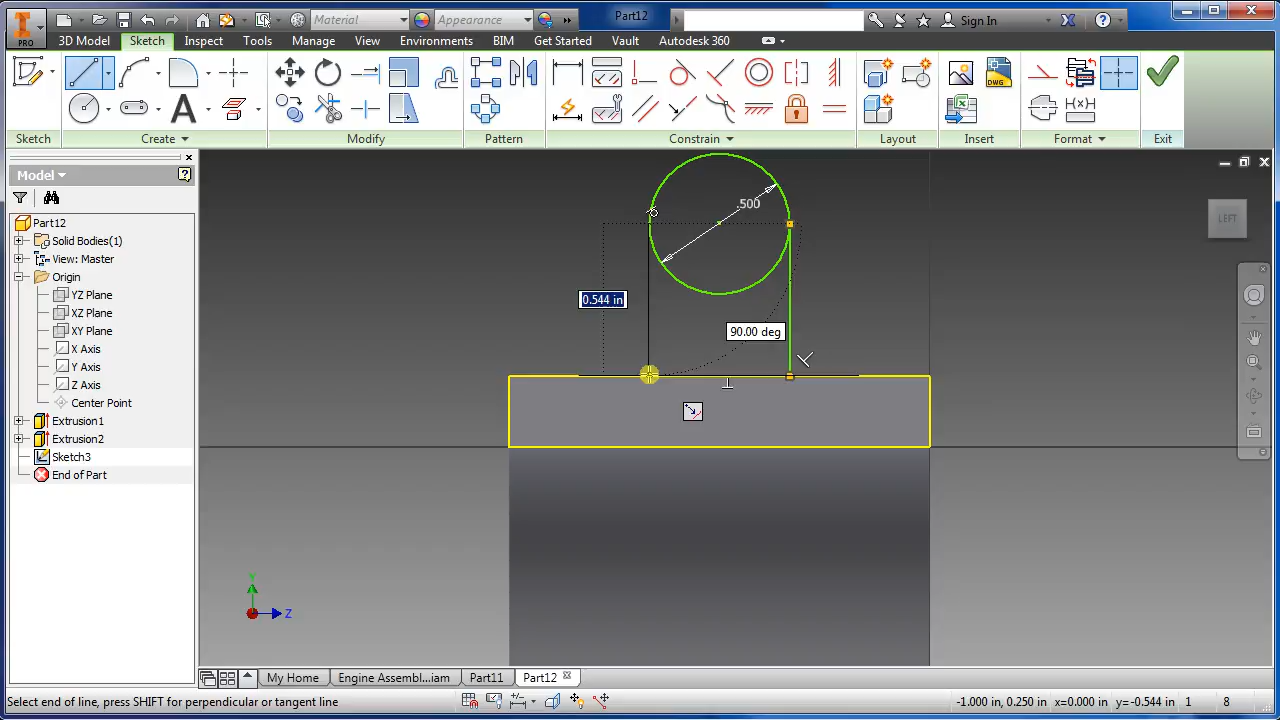 Material Appearance Part12 Sign In
PRO
3D Model Sketch Inspect Tools Manage View Environments BIM Get Started Vault Autodesk 360
DWG
Sketch Create Modify Pattern Constrain Layout Insert Format Exit
Model
Part12
Solid Bodies(1)
View: Master
Origin
YZ Plane
XZ Plane
XY Plane
X Axis
Y Axis
Z Axis
Center Point
Extrusion1
Extrusion2
Sketch3
End of Part
.500
LEFT
0.544 in
90.00 deg
Y
Z
My Home Engine Assembl...iam Part11 Part12
Select end of line, press SHIFT for perpendicular or tangent line -1.000 in, 0.250 in x=0.000 in y=-0.544 in 1 8